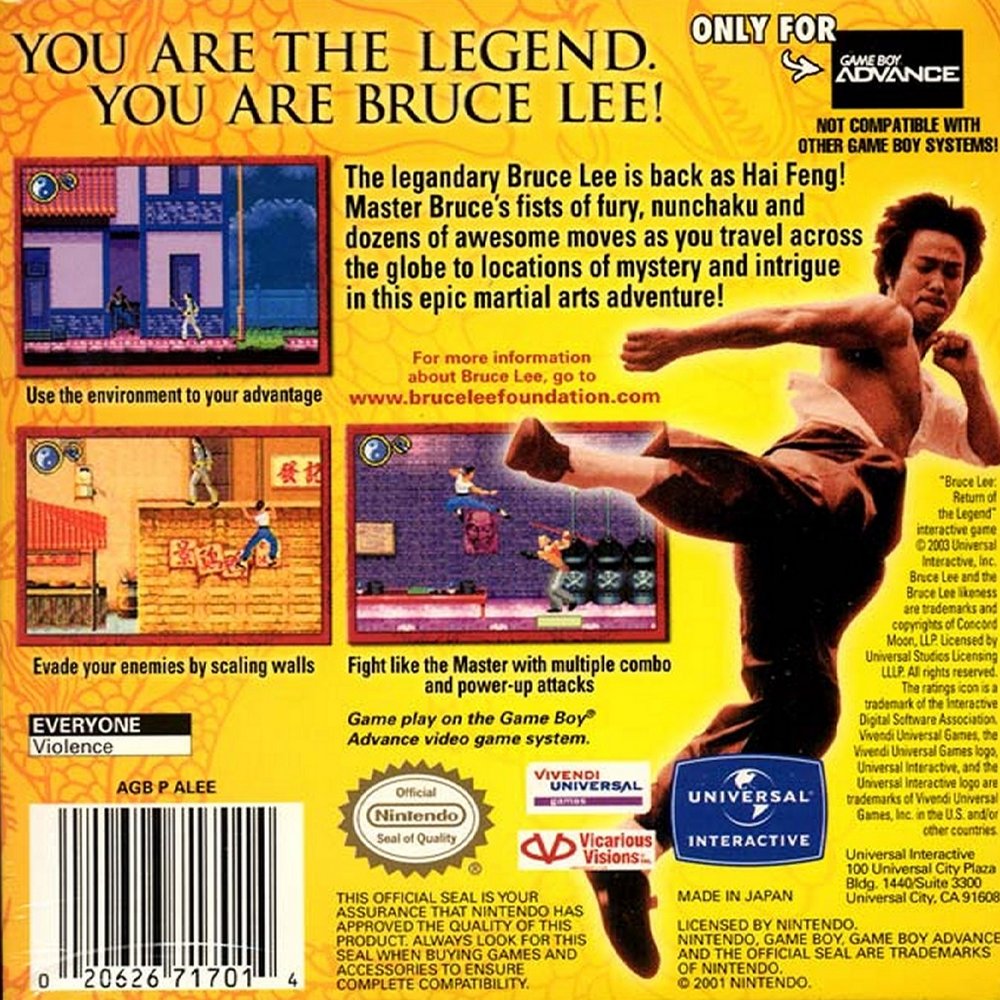 YOU ARE THE LEGEND.
YOU ARE BRUCE LEE!
ONLY FOR
GAME BOY
ADVANCE
NOT COMPATIBLE WITH
OTHER GAME BOY SYSTEMS!
The legandary Bruce Lee is back as Hai Feng!
Master Bruce's fists of fury, nunchaku and
dozens of awesome moves as you travel across
the globe to locations of mystery and intrigue
in this epic martial arts adventure!
For more information
about Bruce Lee, go to
www.bruceleefoundation.com
Use the environment to your advantage
Evade your enemies by scaling walls
Fight like the Master with multiple combo
and power-up attacks
Game play on the Game Boy®
Advance video game system.
"Bruce Lee:
Return of
the Legend"
interactive game
© 2003 Universal
Interactive, Inc.
Bruce Lee and the
Bruce Lee likeness
are trademarks and
copyrights of Concord
Moon, LLP. Licensed by
Universal Studios Licensing
LLLP. All rights reserved.
The ratings icon is a
trademark of the Interactive
Digital Software Association.
Vivendi Universal Games, the
Vivendi Universal Games logo,
Universal Interactive, and the
Universal Interactive logo are
trademarks of Vivendi Universal
Games, Inc. in the U.S. and/or
other countries.
EVERYONE
Violence
AGB P ALEE
0 20626 71701 4
Official
Nintendo
Seal of Quality
®
VIVENDI
UNIVERSAL
games
Vicarious
Visions
UNIVERSAL
INTERACTIVE
THIS OFFICIAL SEAL IS YOUR
ASSURANCE THAT NINTENDO HAS
APPROVED THE QUALITY OF THIS
PRODUCT. ALWAYS LOOK FOR THIS
SEAL WHEN BUYING GAMES AND
ACCESSORIES TO ENSURE
COMPLETE COMPATIBILITY.
Universal Interactive
100 Universal City Plaza
Bldg. 1440/Suite 3300
Universal City, CA 91608
MADE IN JAPAN
LICENSED BY NINTENDO.
NINTENDO, GAME BOY, GAME BOY ADVANCE
AND THE OFFICIAL SEAL ARE TRADEMARKS
OF NINTENDO.
© 2001 NINTENDO.